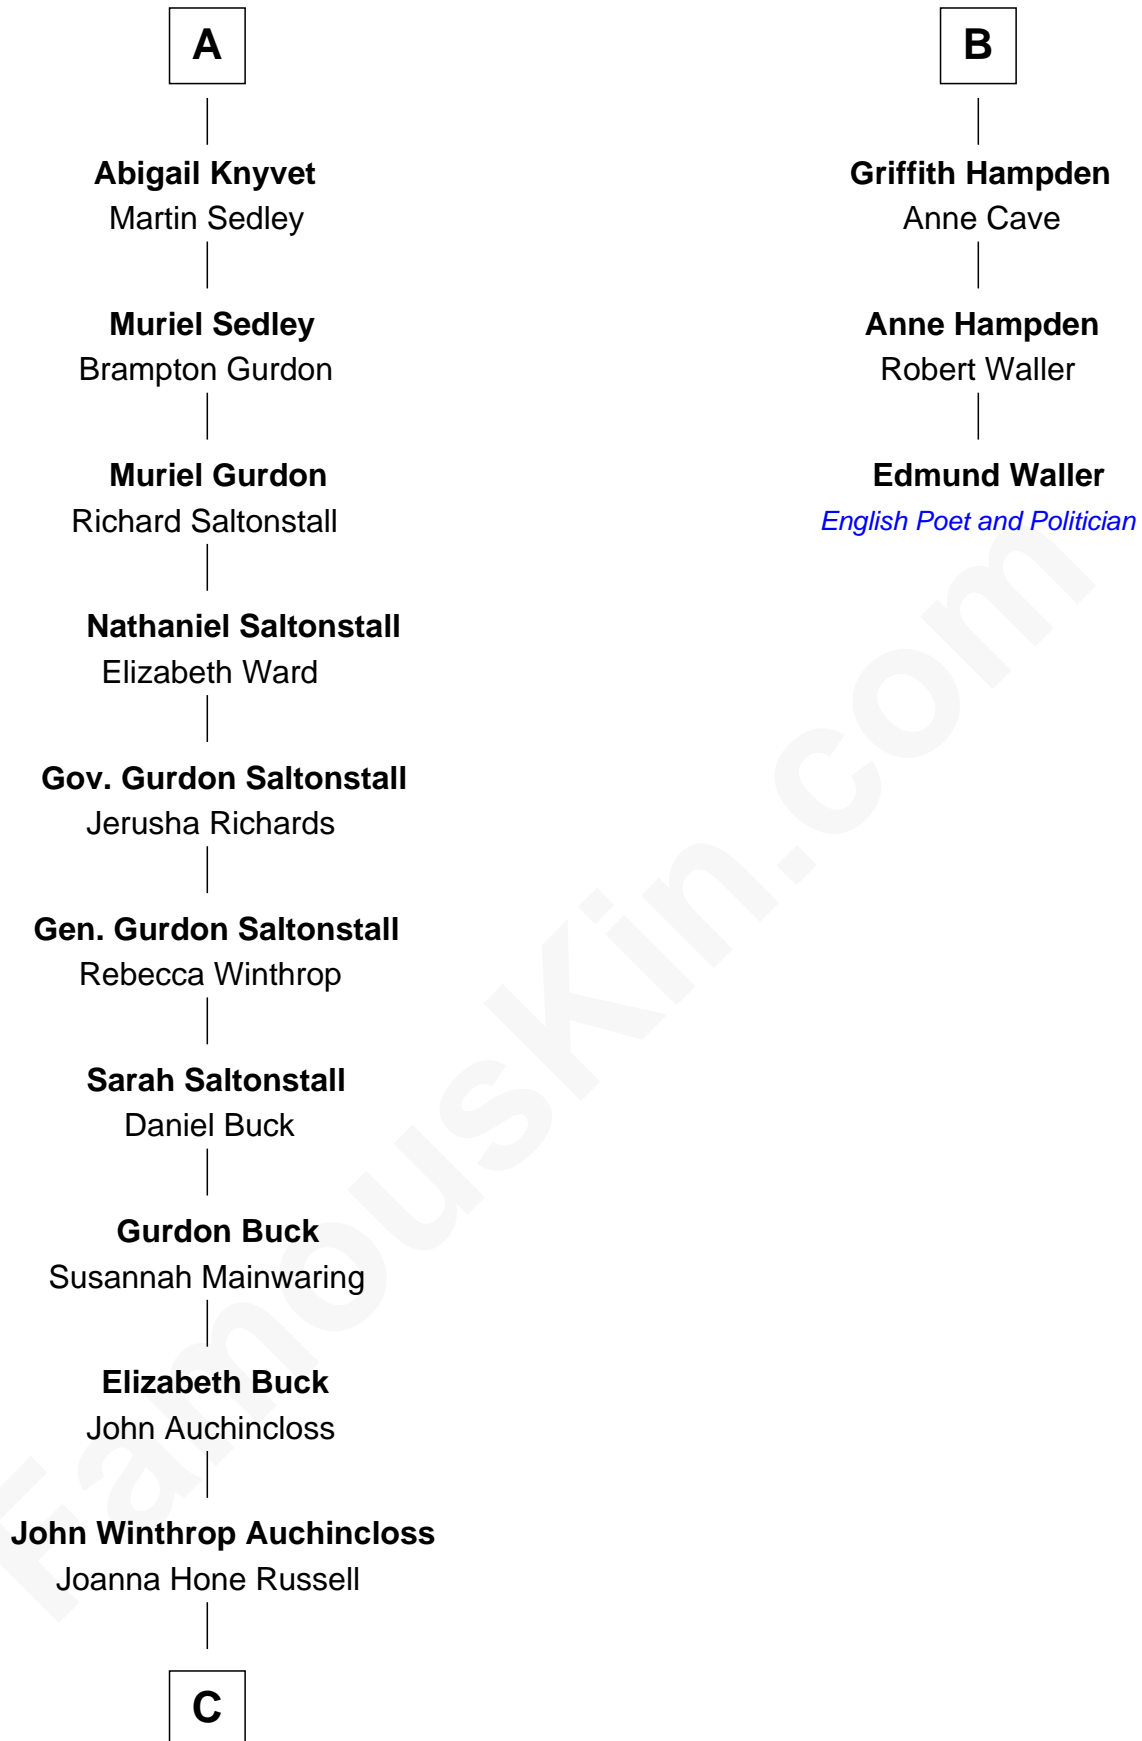 A
Abigail Knyvet
Martin Sedley
Muriel Sedley
Brampton Gurdon
Muriel Gurdon
Richard Saltonstall
Nathaniel Saltonstall
Elizabeth Ward
Gov. Gurdon Saltonstall
Jerusha Richards
Gen. Gurdon Saltonstall
Rebecca Winthrop
Sarah Saltonstall
Daniel Buck
Gurdon Buck
Susannah Mainwaring
Elizabeth Buck
John Auchincloss
John Winthrop Auchincloss
Joanna Hone Russell
C
B
Griffith Hampden
Anne Cave
Anne Hampden
Robert Waller
Edmund Waller
English Poet and Politician
FamousKin.com